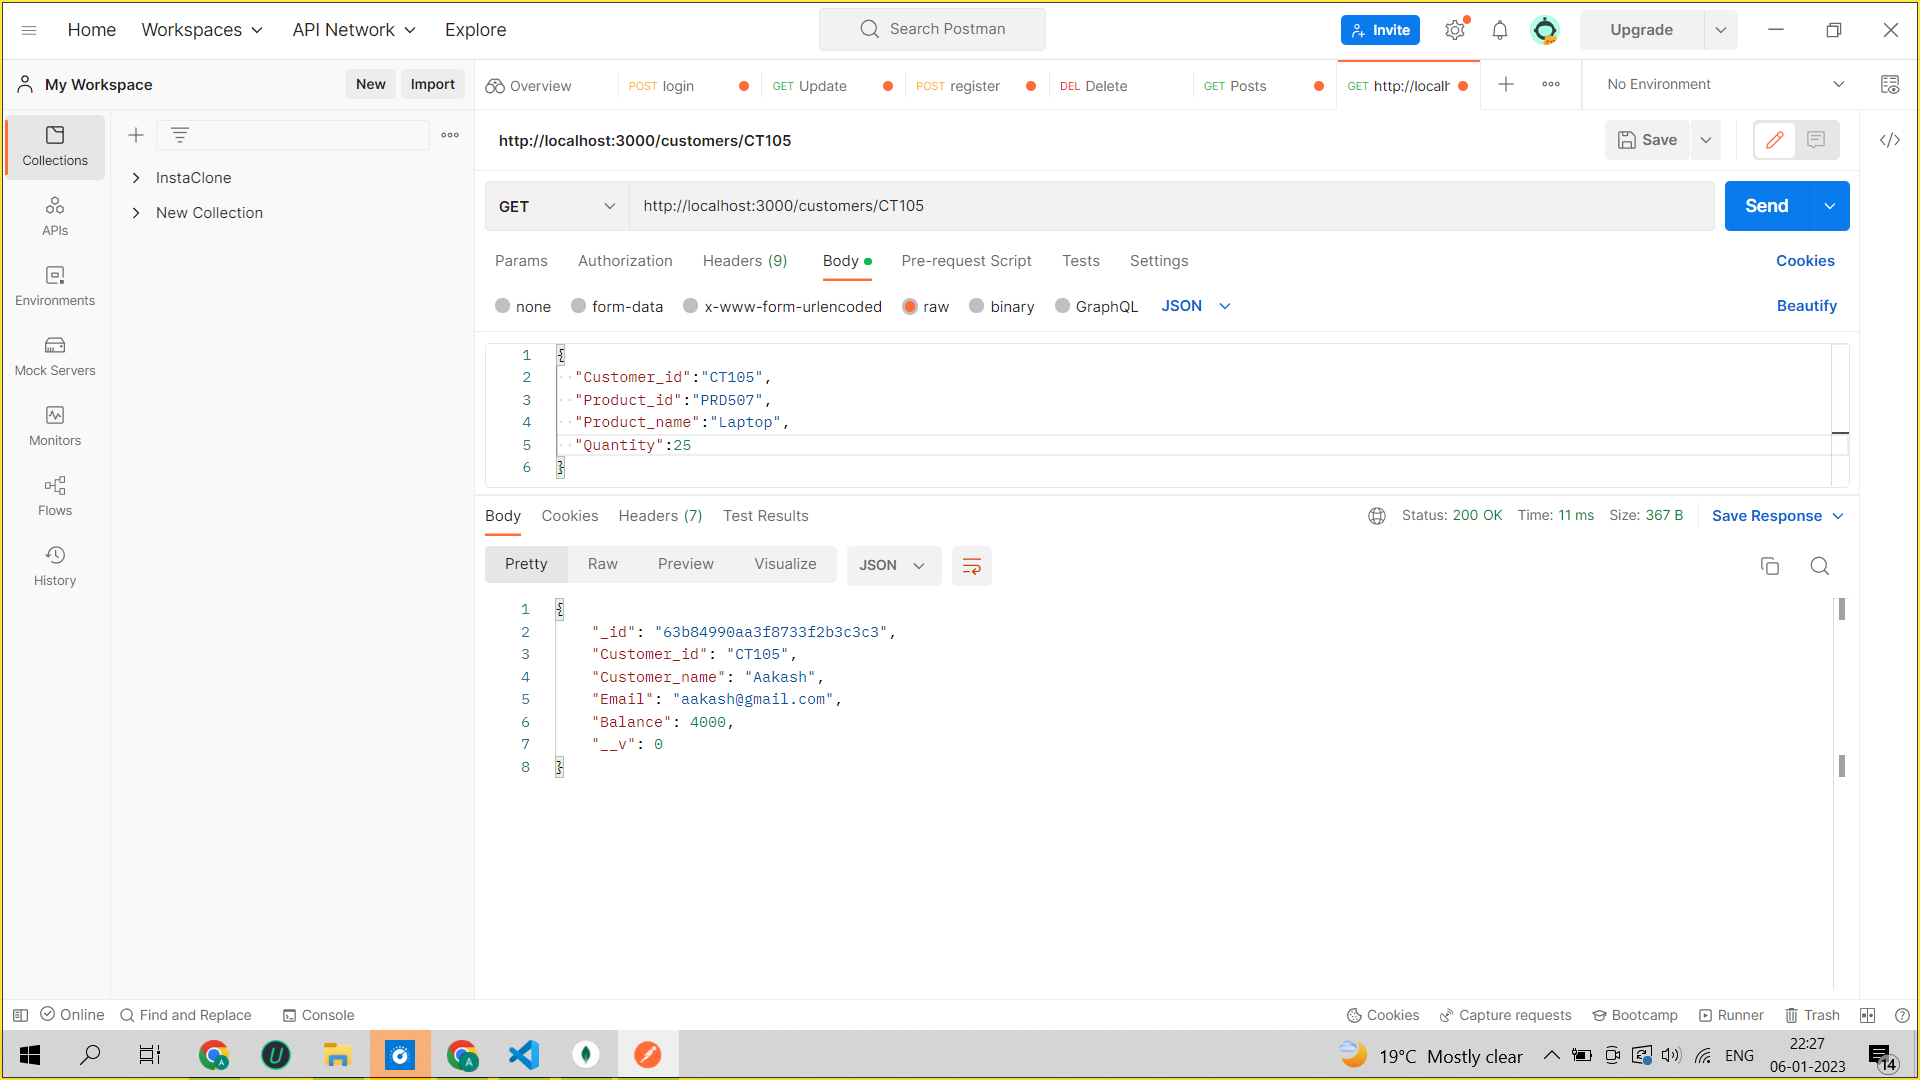 Home Workspaces API Network Explore Search Postman Invite Upgrade
My Workspace New Import Overview POST login GET Update POST register DEL Delete GET Posts GET http://localh No Environment
Collections
APIs
Environments
Mock Servers
Monitors
Flows
History
InstaClone
New Collection
http://localhost:3000/customers/CT105 Save
GET http://localhost:3000/customers/CT105 Send
Params Authorization Headers (9) Body Pre-request Script Tests Settings Cookies
none form-data x-www-form-urlencoded raw binary GraphQL JSON Beautify
1 {
2 "Customer_id":"CT105",
3 "Product_id":"PRD507",
4 "Product_name":"Laptop",
5 "Quantity":25
6 }
Body Cookies Headers (7) Test Results Status: 200 OK Time: 11 ms Size: 367 B Save Response
Pretty Raw Preview Visualize JSON
1 {
2 "_id": "63b84990aa3f8733f2b3c3c3",
3 "Customer_id": "CT105",
4 "Customer_name": "Aakash",
5 "Email": "aakash@gmail.com",
6 "Balance": 4000,
7 "__v": 0
8 }
Online Find and Replace Console Cookies Capture requests Bootcamp Runner Trash
19°C Mostly clear ENG 22:27
06-01-2023 14